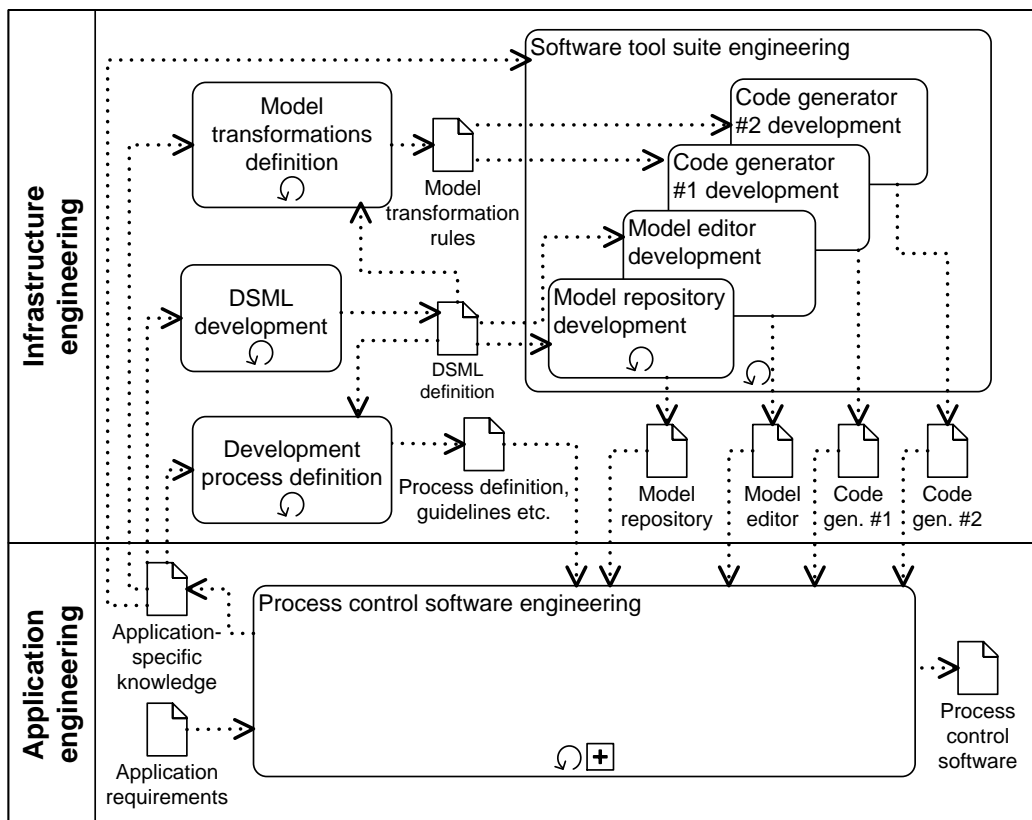 Infrastructure
engineering
Software tool suite engineering
Model
transformations
definition
Model
transformation
rules
Code generator
#2 development
Code generator
#1 development
Model editor
development
Model repository
development
DSML
development
DSML
definition
Development
process definition
Process definition,
guidelines etc.
Model
repository
Model
editor
Code
gen. #1
Code
gen. #2
Application
engineering
Application-
specific
knowledge
Application
requirements
Process control software engineering
Process
control
software